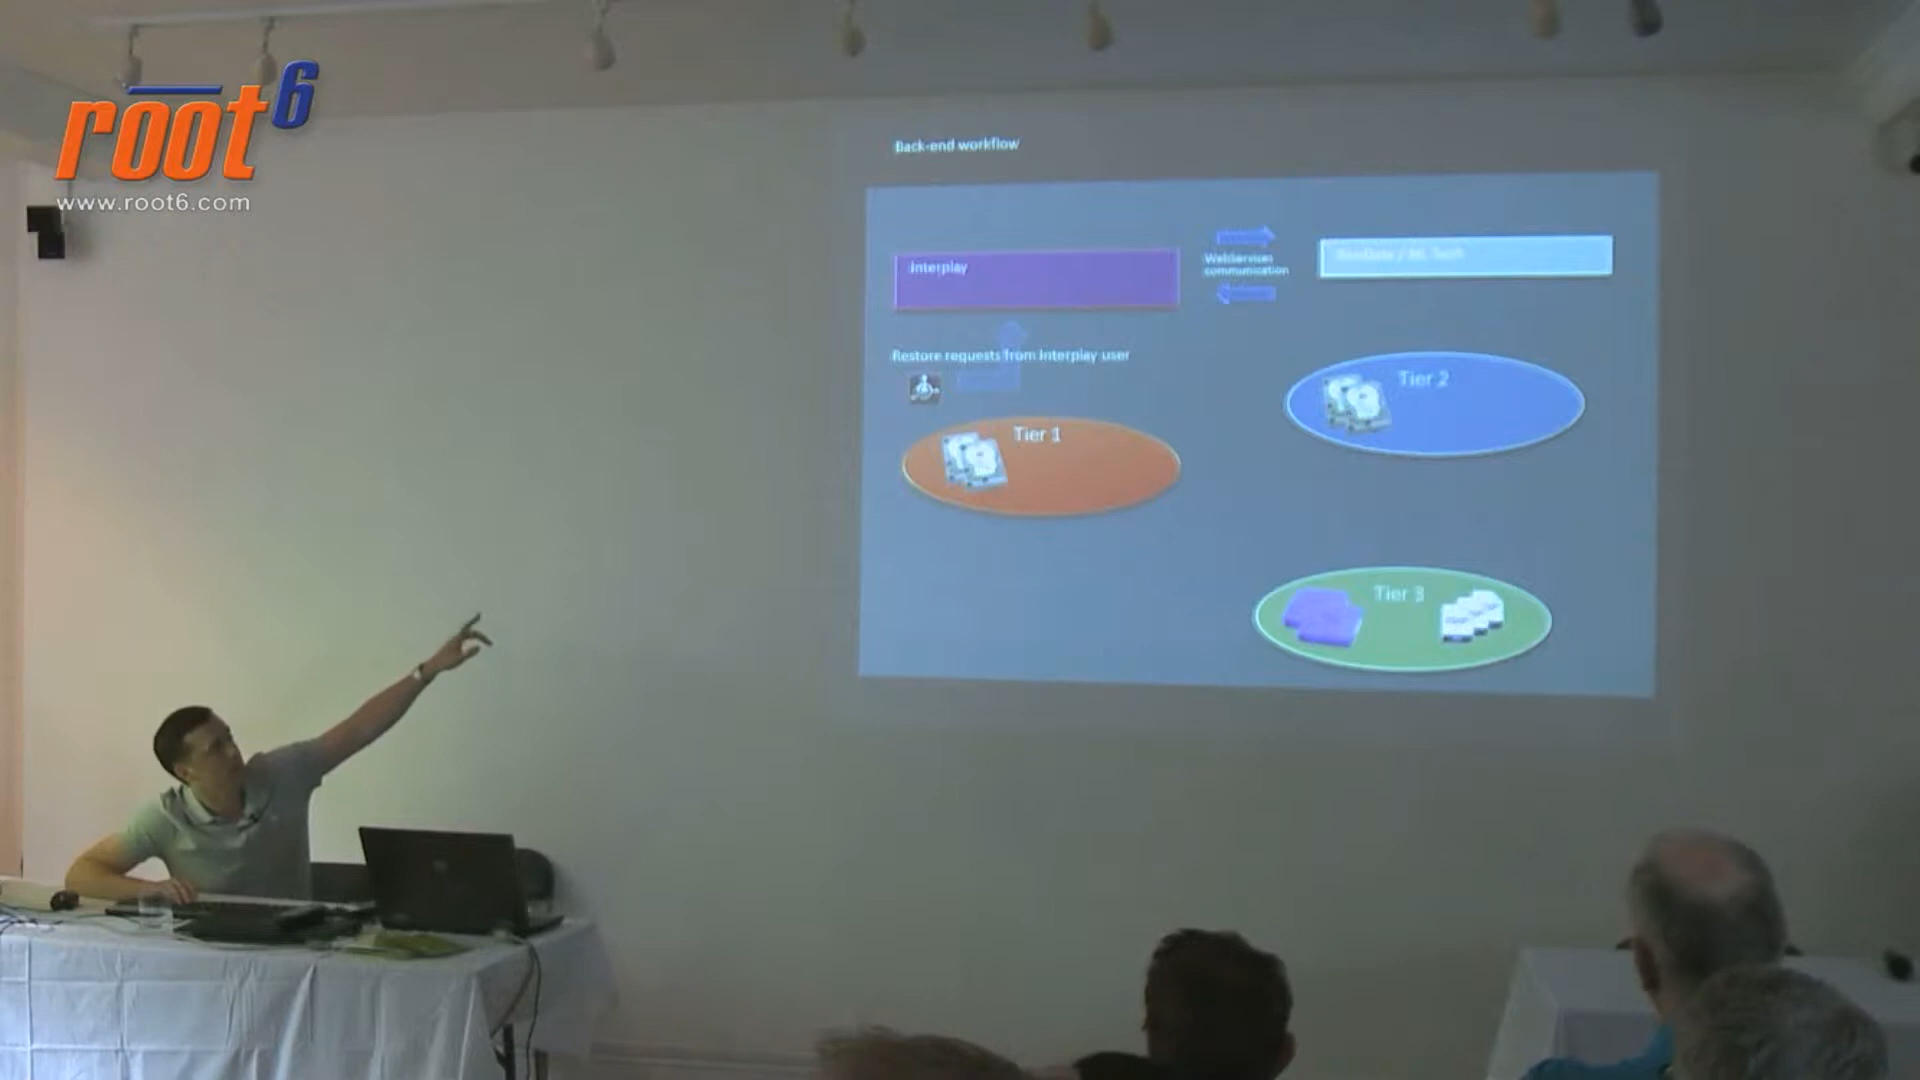 root6
www.root6.com
Back-end workflow
Interplay
WebServices
communication
Restore requests from Interplay user
Tier 1
Tier 2
Tier 3